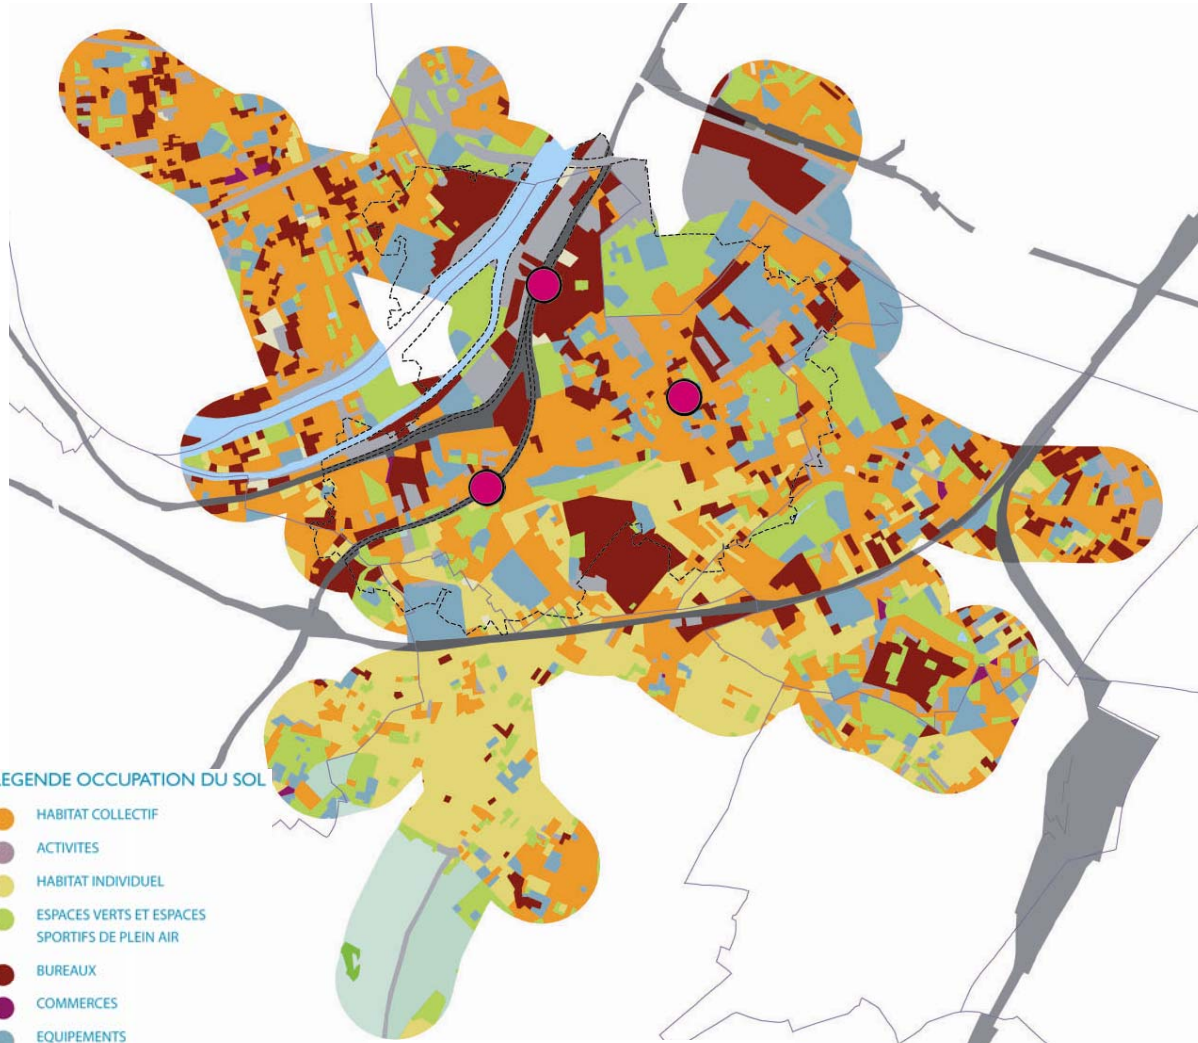 LEGENDE OCCUPATION DU SOL
HABITAT COLLECTIF
ACTIVITES
HABITAT INDIVIDUEL
ESPACES VERTS ET ESPACES
SPORTIFS DE PLEIN AIR
BUREAUX
COMMERCES
EQUIPEMENTS